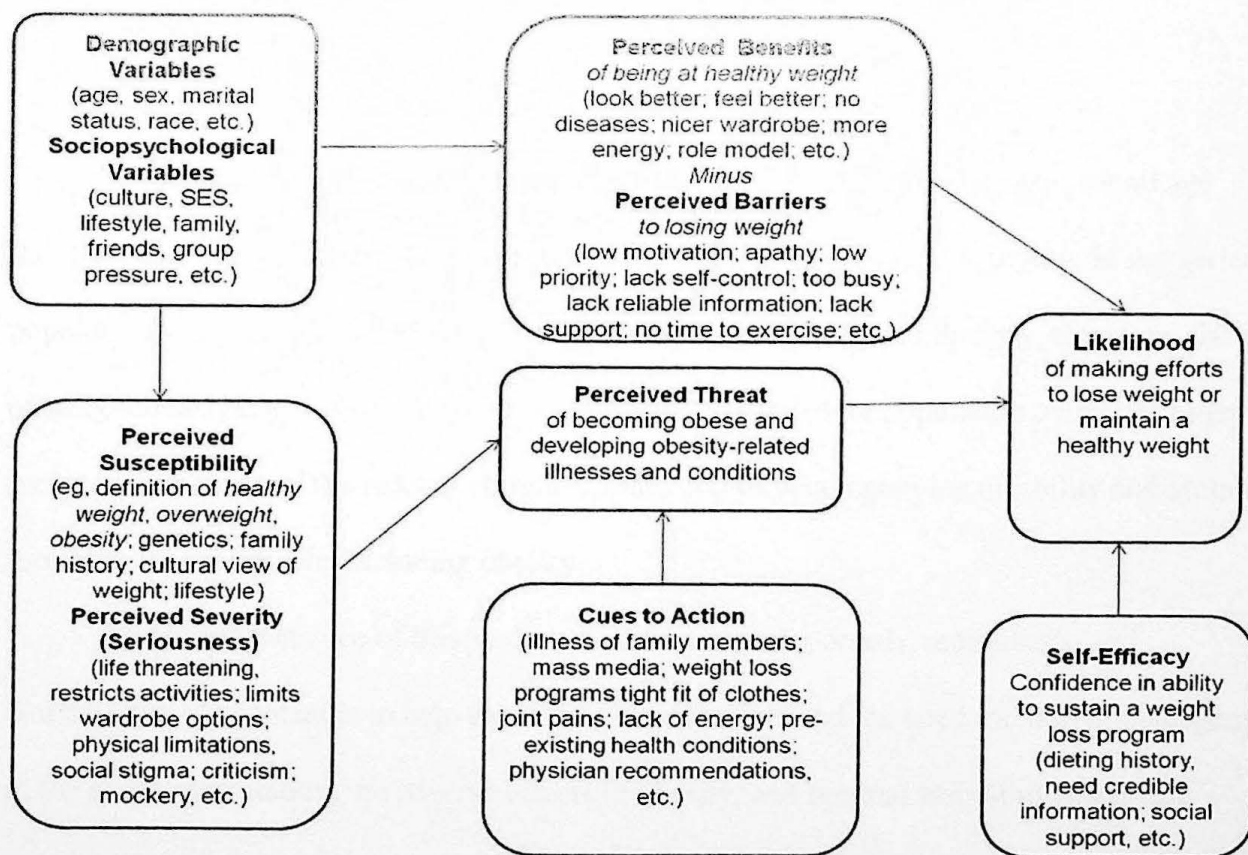 Demographic
Variables
(age, sex, marital
status, race, etc.)
Sociopsychological
Variables
(culture, SES,
lifestyle, family,
friends, group
pressure, etc.)
Perceived Benefits
of being at healthy weight
(look better; feel better; no
diseases; nicer wardrobe; more
energy; role model; etc.)
Minus
Perceived Barriers
to losing weight
(low motivation; apathy; low
priority; lack self-control; too busy;
lack reliable information; lack
support; no time to exercise; etc.)
Likelihood
of making efforts
to lose weight or
maintain a
healthy weight
Perceived Threat
of becoming obese and
developing obesity-related
illnesses and conditions
Perceived
Susceptibility
(eg. definition of healthy
weight, overweight,
obesity; genetics; family
history; cultural view of
weight; lifestyle)
Perceived Severity
(Seriousness)
(life threatening,
restricts activities; limits
wardrobe options;
physical limitations,
social stigma; criticism;
mockery, etc.)
Cues to Action
(illness of family members;
mass media; weight loss
programs tight fit of clothes;
joint pains; lack of energy; pre-
existing health conditions;
physician recommendations,
etc.)
Self-Efficacy
Confidence in ability
to sustain a weight
loss program
(dieting history,
need credible
information; social
support, etc.)